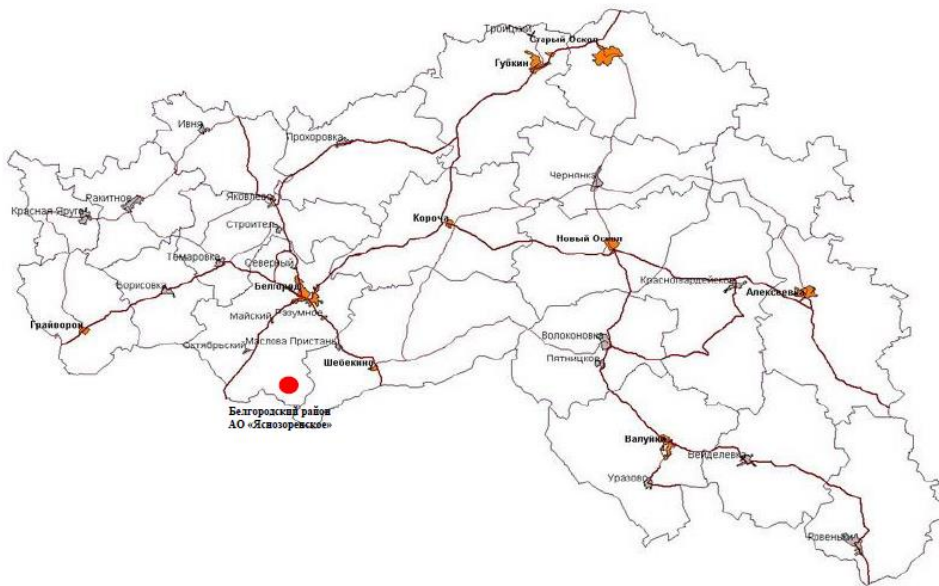 Троицкий
Старый Оскол
Губкин
Ивня
Прохоровка
Чернянка
Ракитное
Яковлево
Красная Яруга
Короча
Строитель
Новый Оскол
Томаровка
Северный
Красногвардейское
Белгород
Борисовка
Алексеевка
Майский
Разумное
Грайворон
Волоконовка
Октябрьский
Маслова Пристань
Пятницкое
Шебекино
Белгородский район
АО «Яснозоренское»
Валуйки
Вейделевка
Уразово
Ровеньки